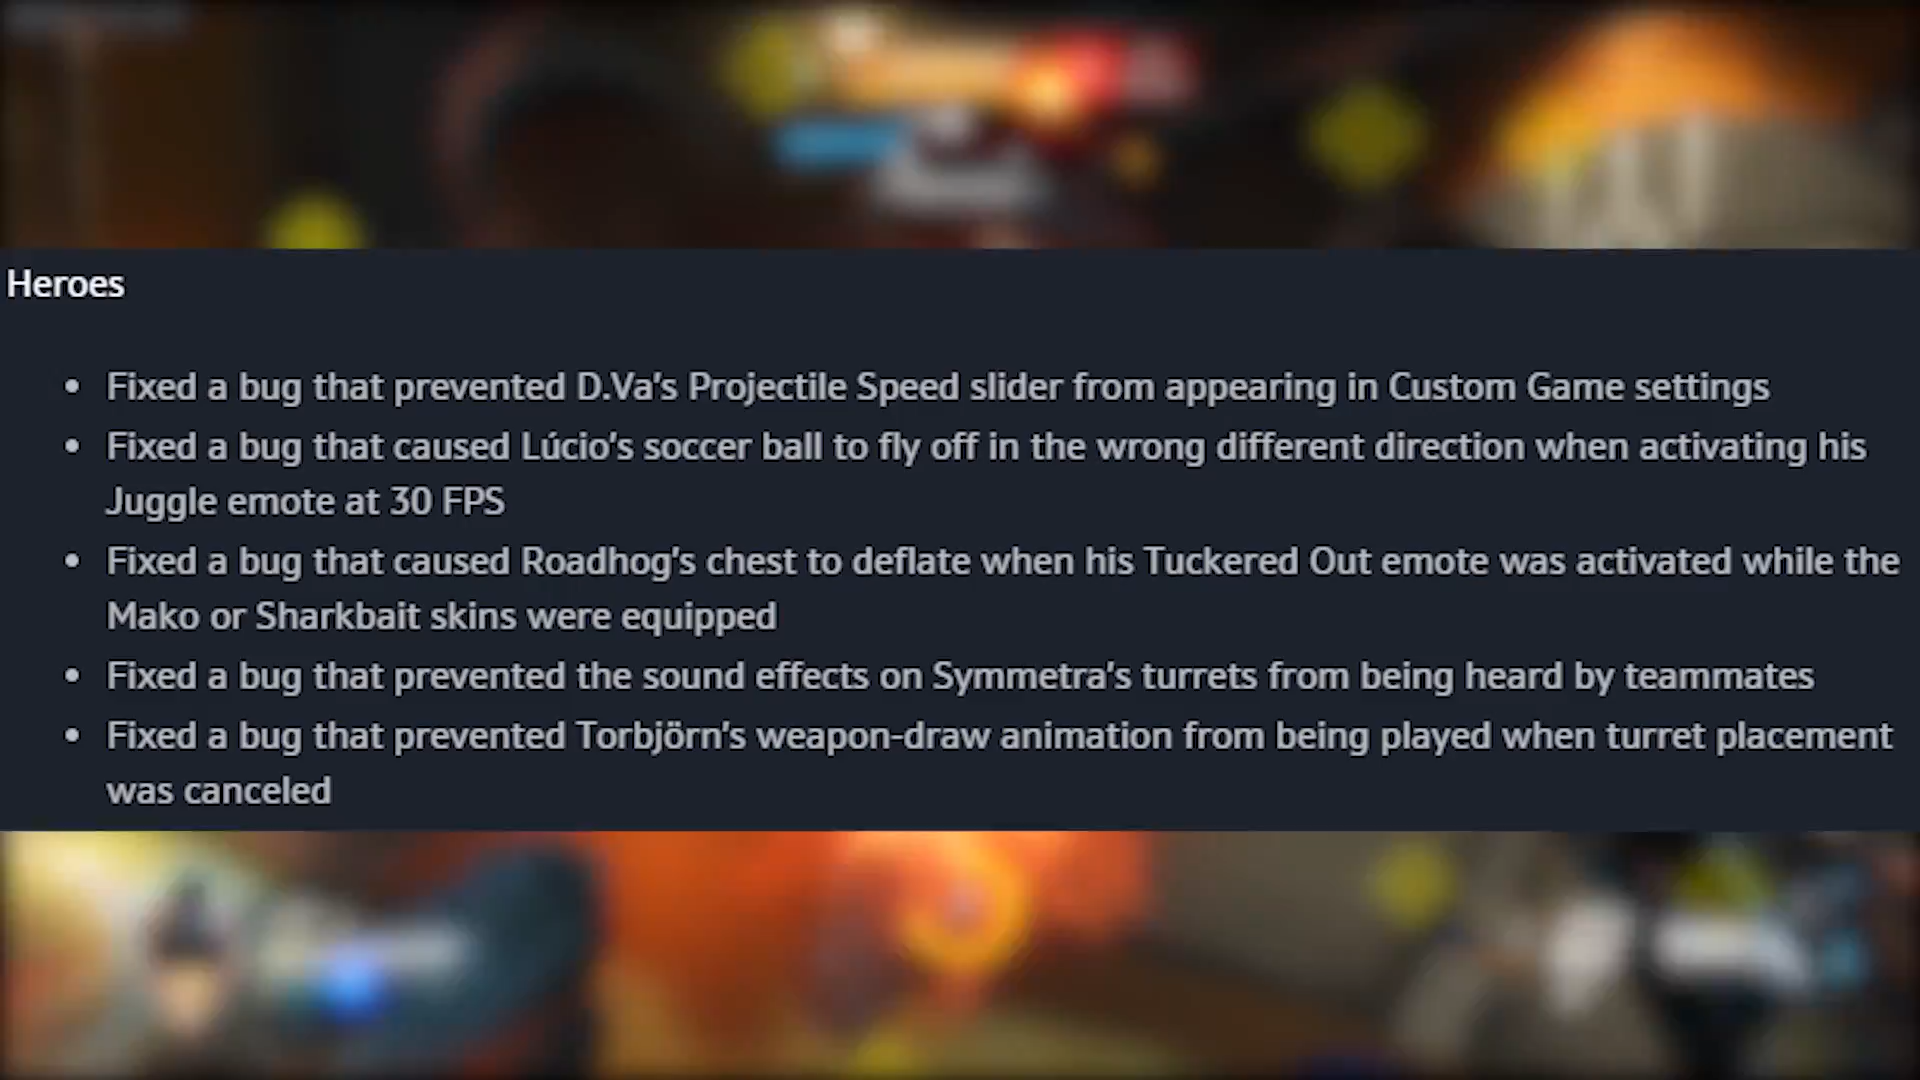 Heroes
• Fixed a bug that prevented D.Va's Projectile Speed slider from appearing in Custom Game settings
• Fixed a bug that caused Lúcio's soccer ball to fly off in the wrong different direction when activating his
Juggle emote at 30 FPS
• Fixed a bug that caused Roadhog's chest to deflate when his Tuckered Out emote was activated while the
Mako or Sharkbait skins were equipped
• Fixed a bug that prevented the sound effects on Symmetra's turrets from being heard by teammates
• Fixed a bug that prevented Torbjörn's weapon-draw animation from being played when turret placement
was canceled